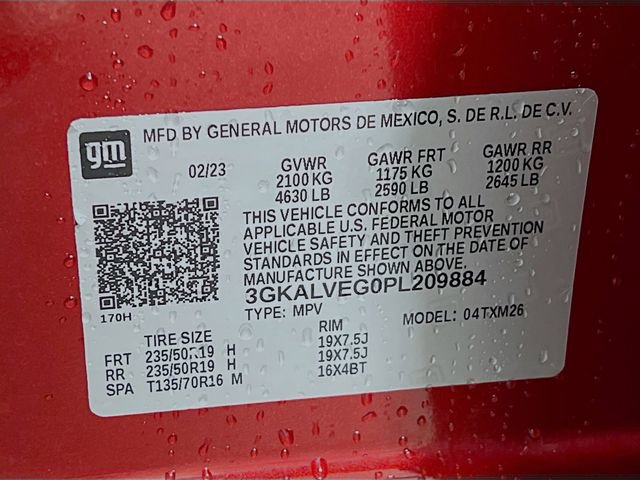 gm
MFD BY GENERAL MOTORS DE MEXICO, S. DE R.L. DE C.V.
02/23 GVWR GAWR FRT GAWR RR
2100 KG 1175 KG 1200 KG
4630 LB 2590 LB 2645 LB
THIS VEHICLE CONFORMS TO ALL
APPLICABLE U.S. FEDERAL MOTOR
VEHICLE SAFETY AND THEFT PREVENTION
STANDARDS IN EFFECT ON THE DATE OF
MANUFACTURE SHOWN ABOVE.
3GKALVEG0PL209884
170H
TYPE: MPV MODEL: 04TXM26
TIRE SIZE RIM
FRT 235/50R19 H 19X7.5J
RR 235/50R19 H 19X7.5J
SPA T135/70R16 M 16X4BT